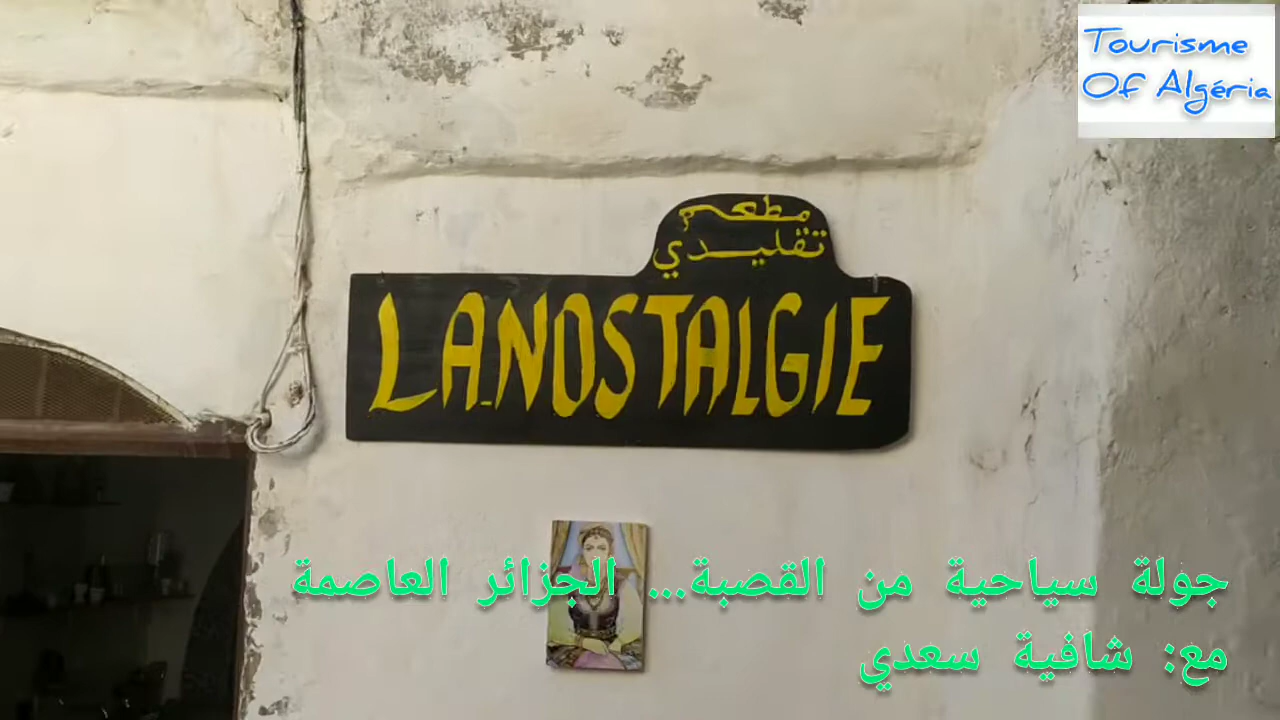 Tourisme
Of Algéria
مطعم
تقليدي
LA NOSTALGIE
جولة سياحية من القصبة... الجزائر العاصمة
مع: شافية سعدي